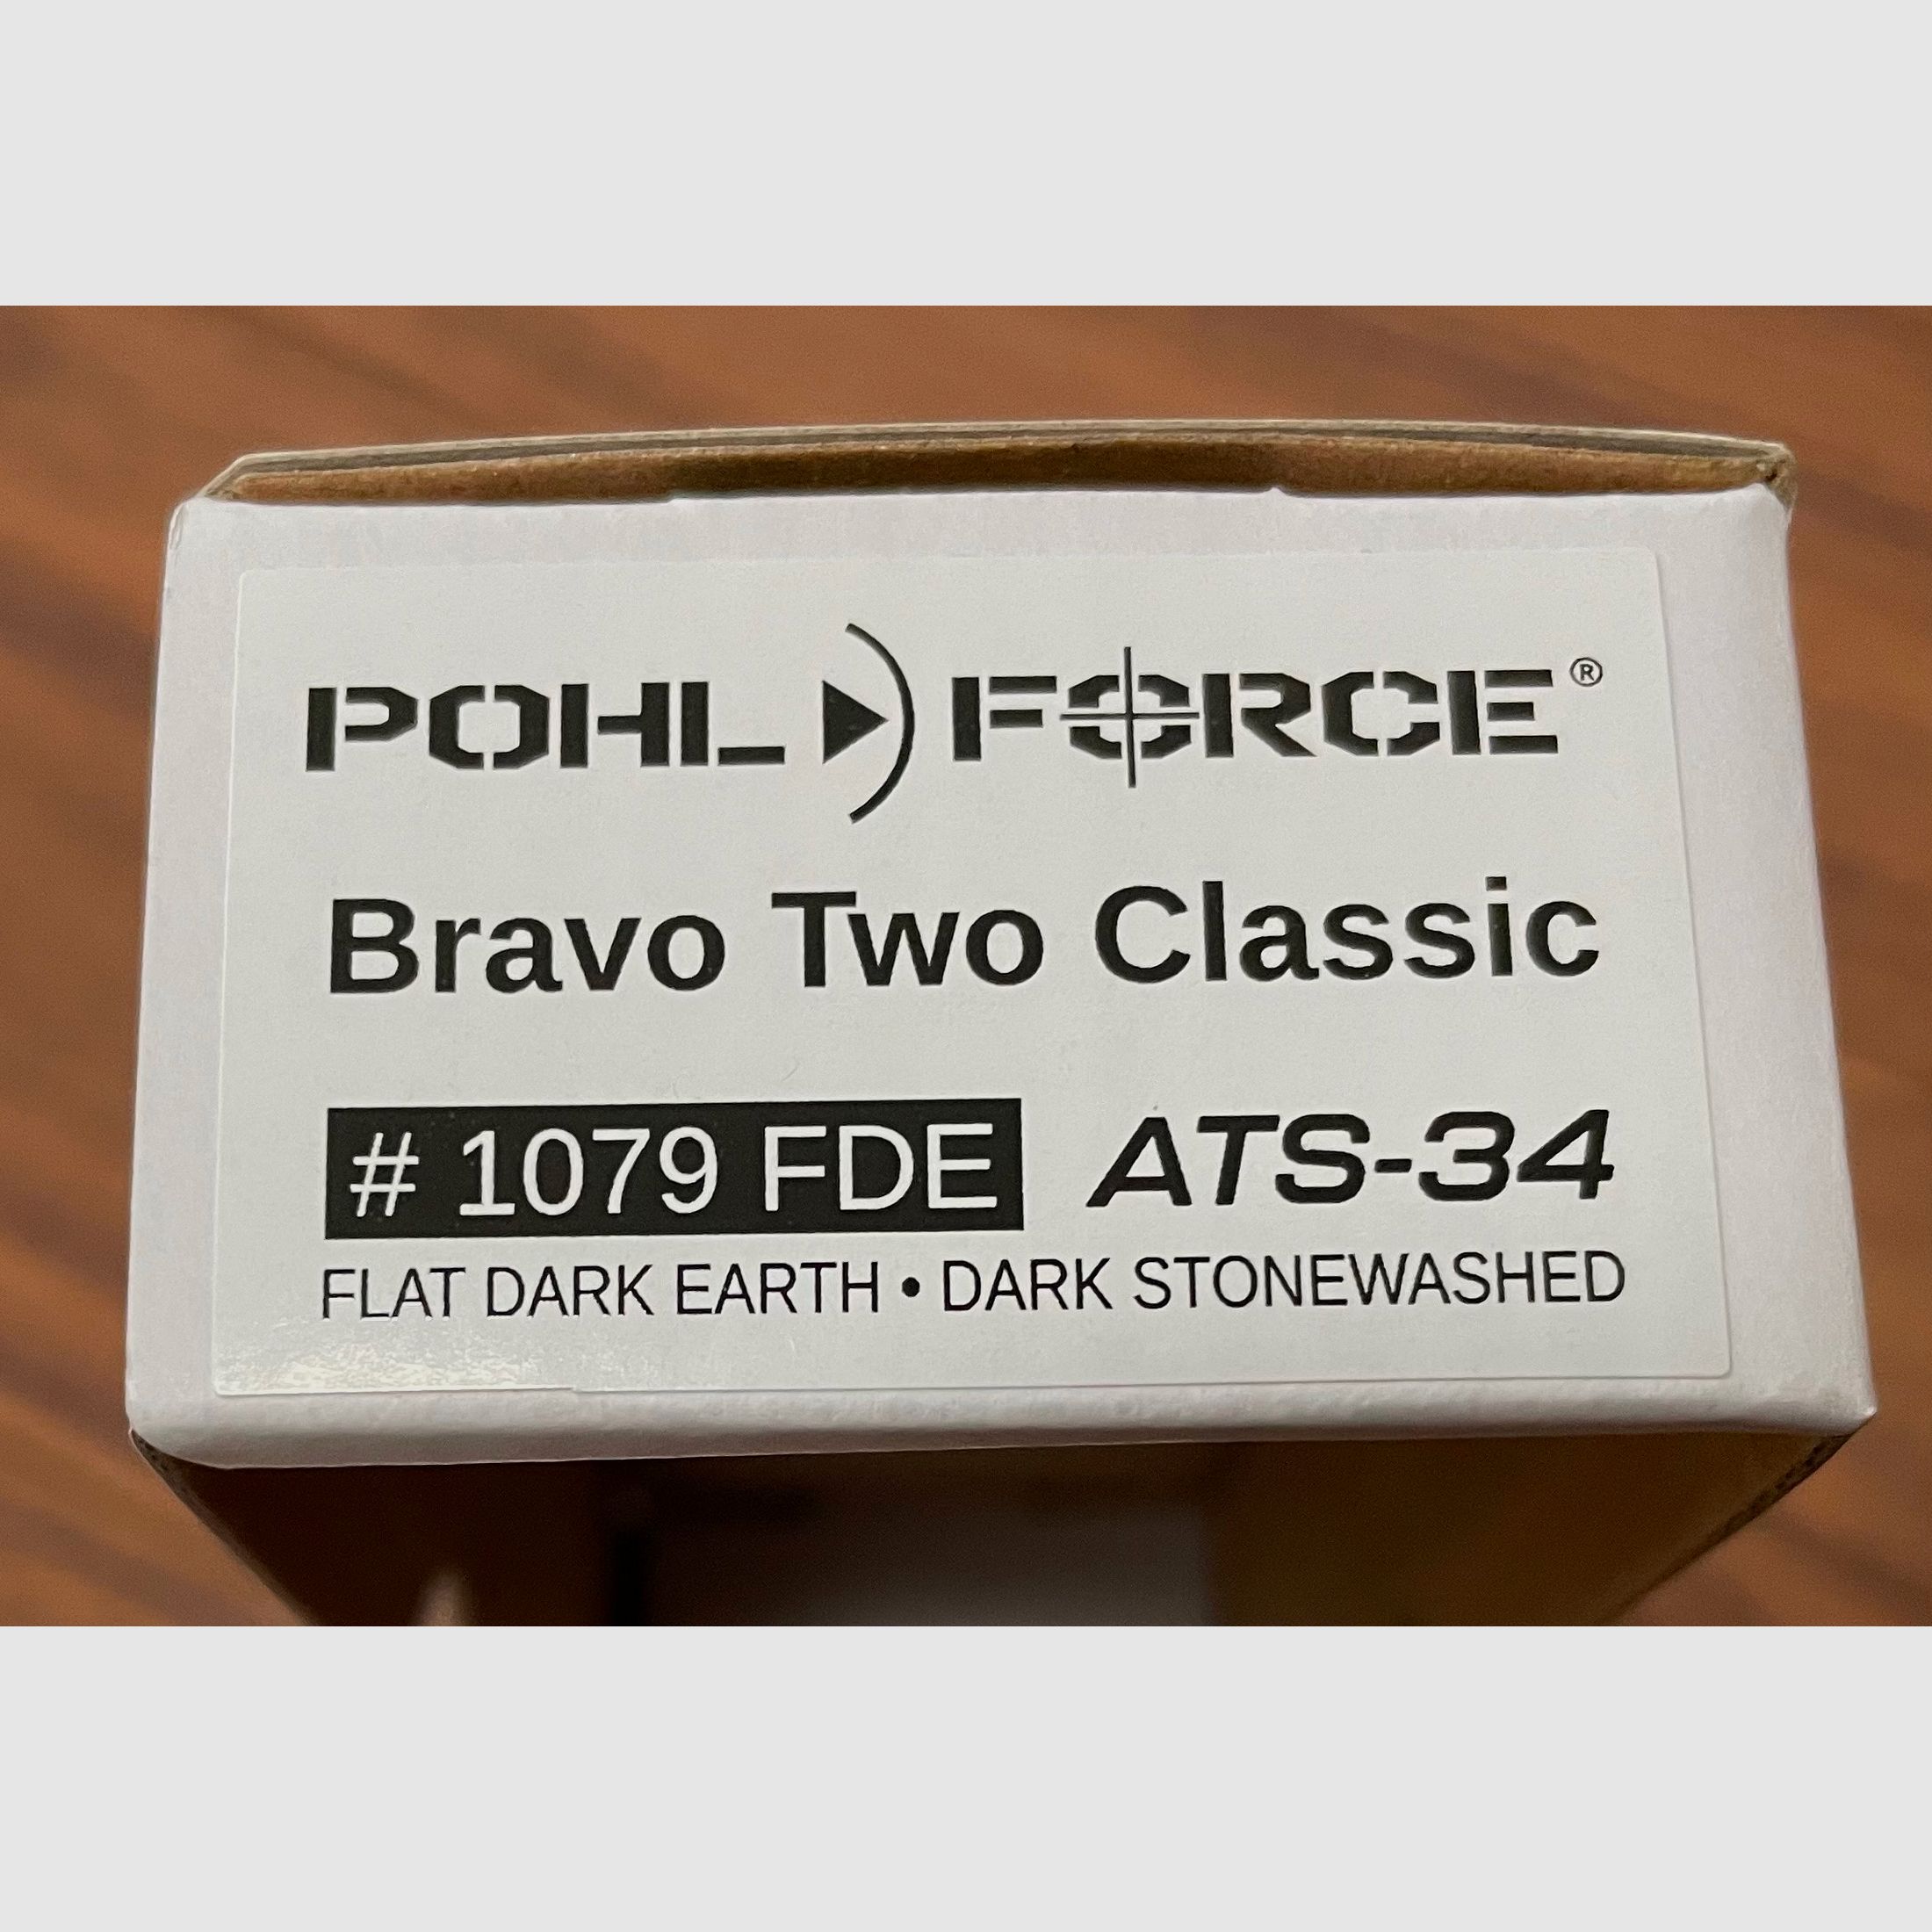 POHL FORCE®
Bravo Two Classic
# 1079 FDE ATS-34
FLAT DARK EARTH • DARK STONEWASHED